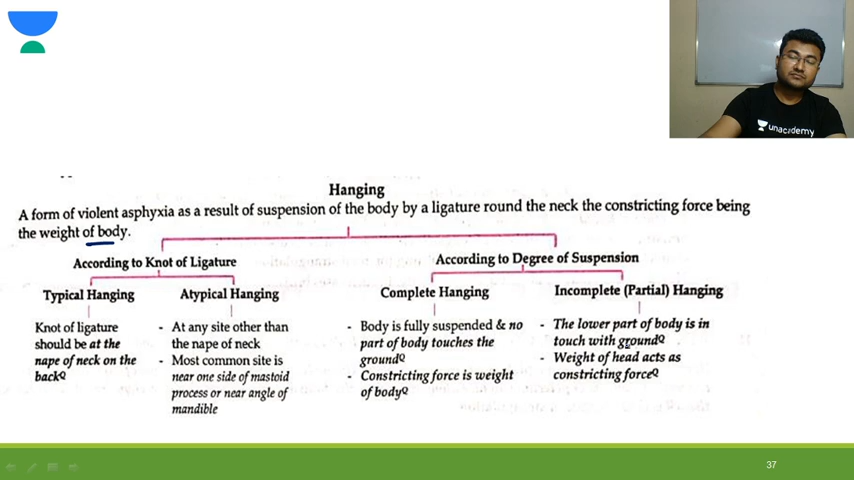 unacademy
Hanging
A form of violent asphyxia as a result of suspension of the body by a ligature round the neck the constricting force being
the weight of body.
According to Knot of Ligature
According to Degree of Suspension
Typical Hanging
Atypical Hanging
Complete Hanging
Incomplete (Partial) Hanging
Knot of ligature
should be at the
nape of neck on the
backQ
- At any site other than
the nape of neck
- Most common site is
near one side of mastoid
process or near angle of
mandible
- Body is fully suspended & no
part of body touches the
groundQ
- Constricting force is weight
of bodyQ
- The lower part of body is in
touch with groundQ
- Weight of head acts as
constricting forceQ
37